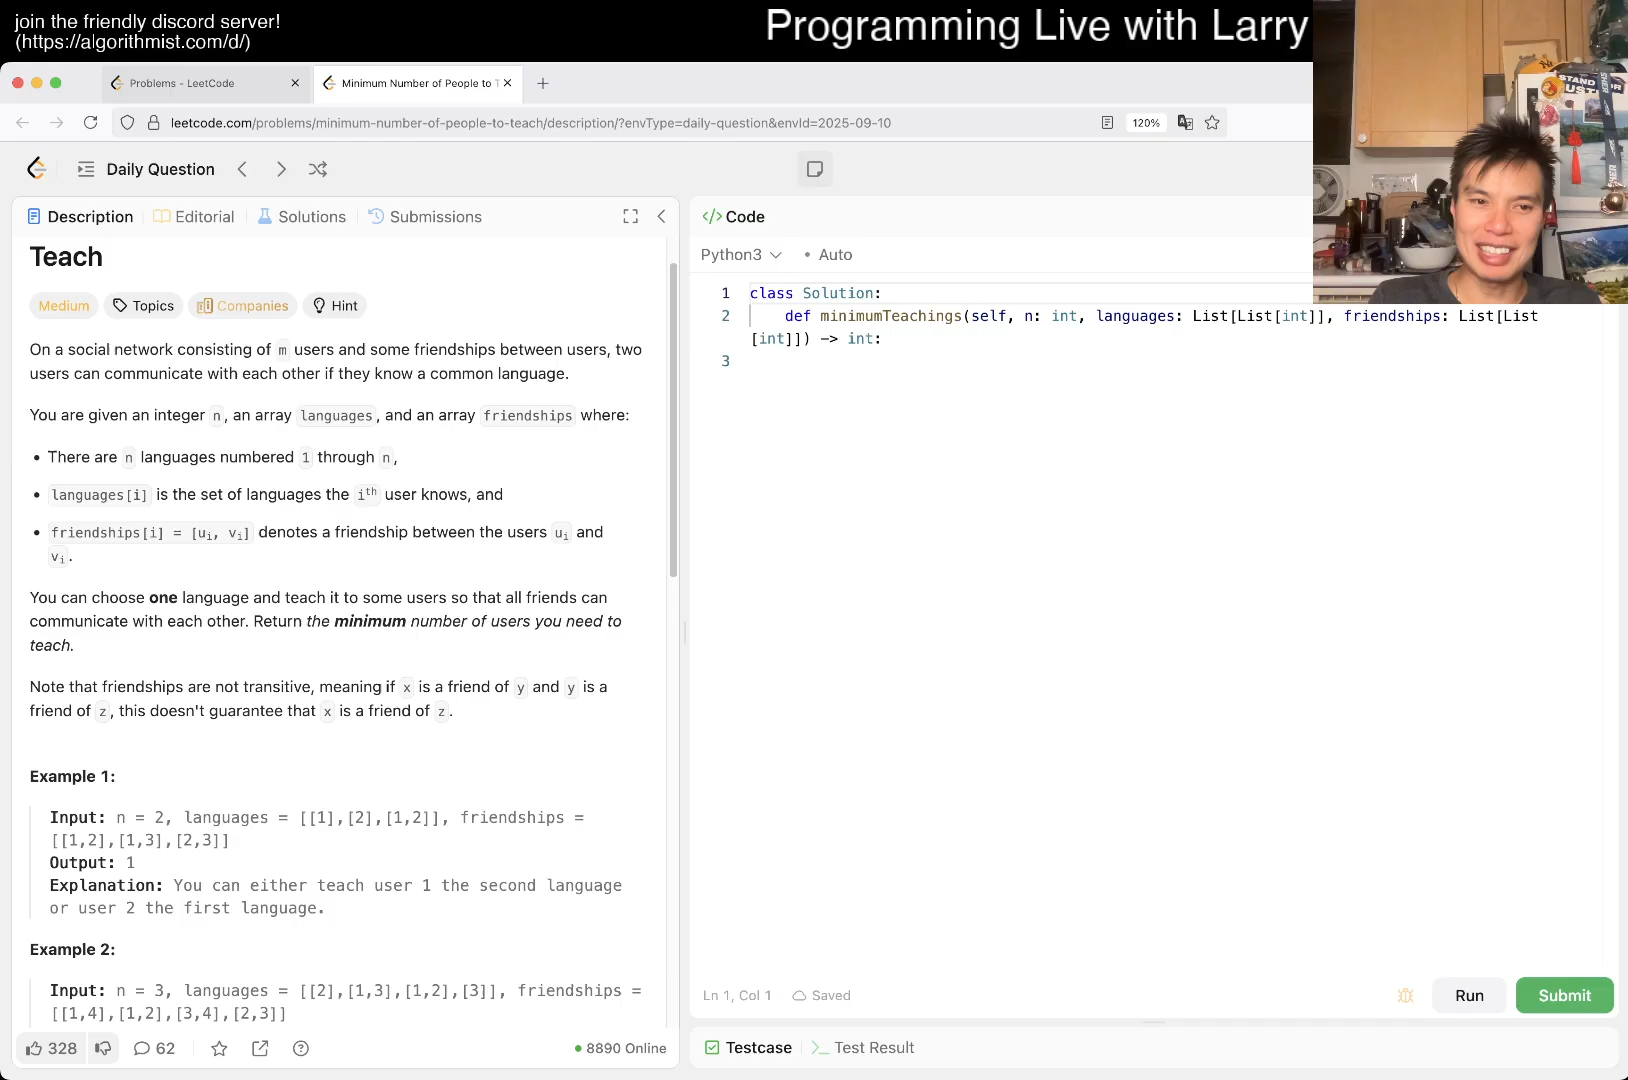 join the friendly discord server!
(https://algorithmist.com/d/)
Programming Live with Larry
Problems - LeetCode
Minimum Number of People to T
leetcode.com/problems/minimum-number-of-people-to-teach/description/?envType=daily-question&envId=2025-09-10
120%
Daily Question
Description
Editorial
Solutions
Submissions
Teach
Medium
Topics
Companies
Hint
On a social network consisting of m users and some friendships between users, two
users can communicate with each other if they know a common language.
You are given an integer n, an array languages, and an array friendships where:
• There are n languages numbered 1 through n,
• languages[i] is the set of languages the iᵗʰ user knows, and
• friendships[i] = [uᵢ, vᵢ] denotes a friendship between the users uᵢ and
vᵢ.
You can choose one language and teach it to some users so that all friends can
communicate with each other. Return the minimum number of users you need to
teach.
Note that friendships are not transitive, meaning if x is a friend of y and y is a
friend of z, this doesn't guarantee that x is a friend of z.
Example 1:
Input: n = 2, languages = [[1],[2],[1,2]], friendships =
[[1,2],[1,3],[2,3]]
Output: 1
Explanation: You can either teach user 1 the second language
or user 2 the first language.
Example 2:
Input: n = 3, languages = [[2],[1,3],[1,2],[3]], friendships =
[[1,4],[1,2],[3,4],[2,3]]
328
62
8890 Online
</> Code
Python3
• Auto
1 class Solution:
2 def minimumTeachings(self, n: int, languages: List[List[int]], friendships: List[List
[int]]) -> int:
3
Ln 1, Col 1
Saved
Run
Submit
Testcase
Test Result
STAND